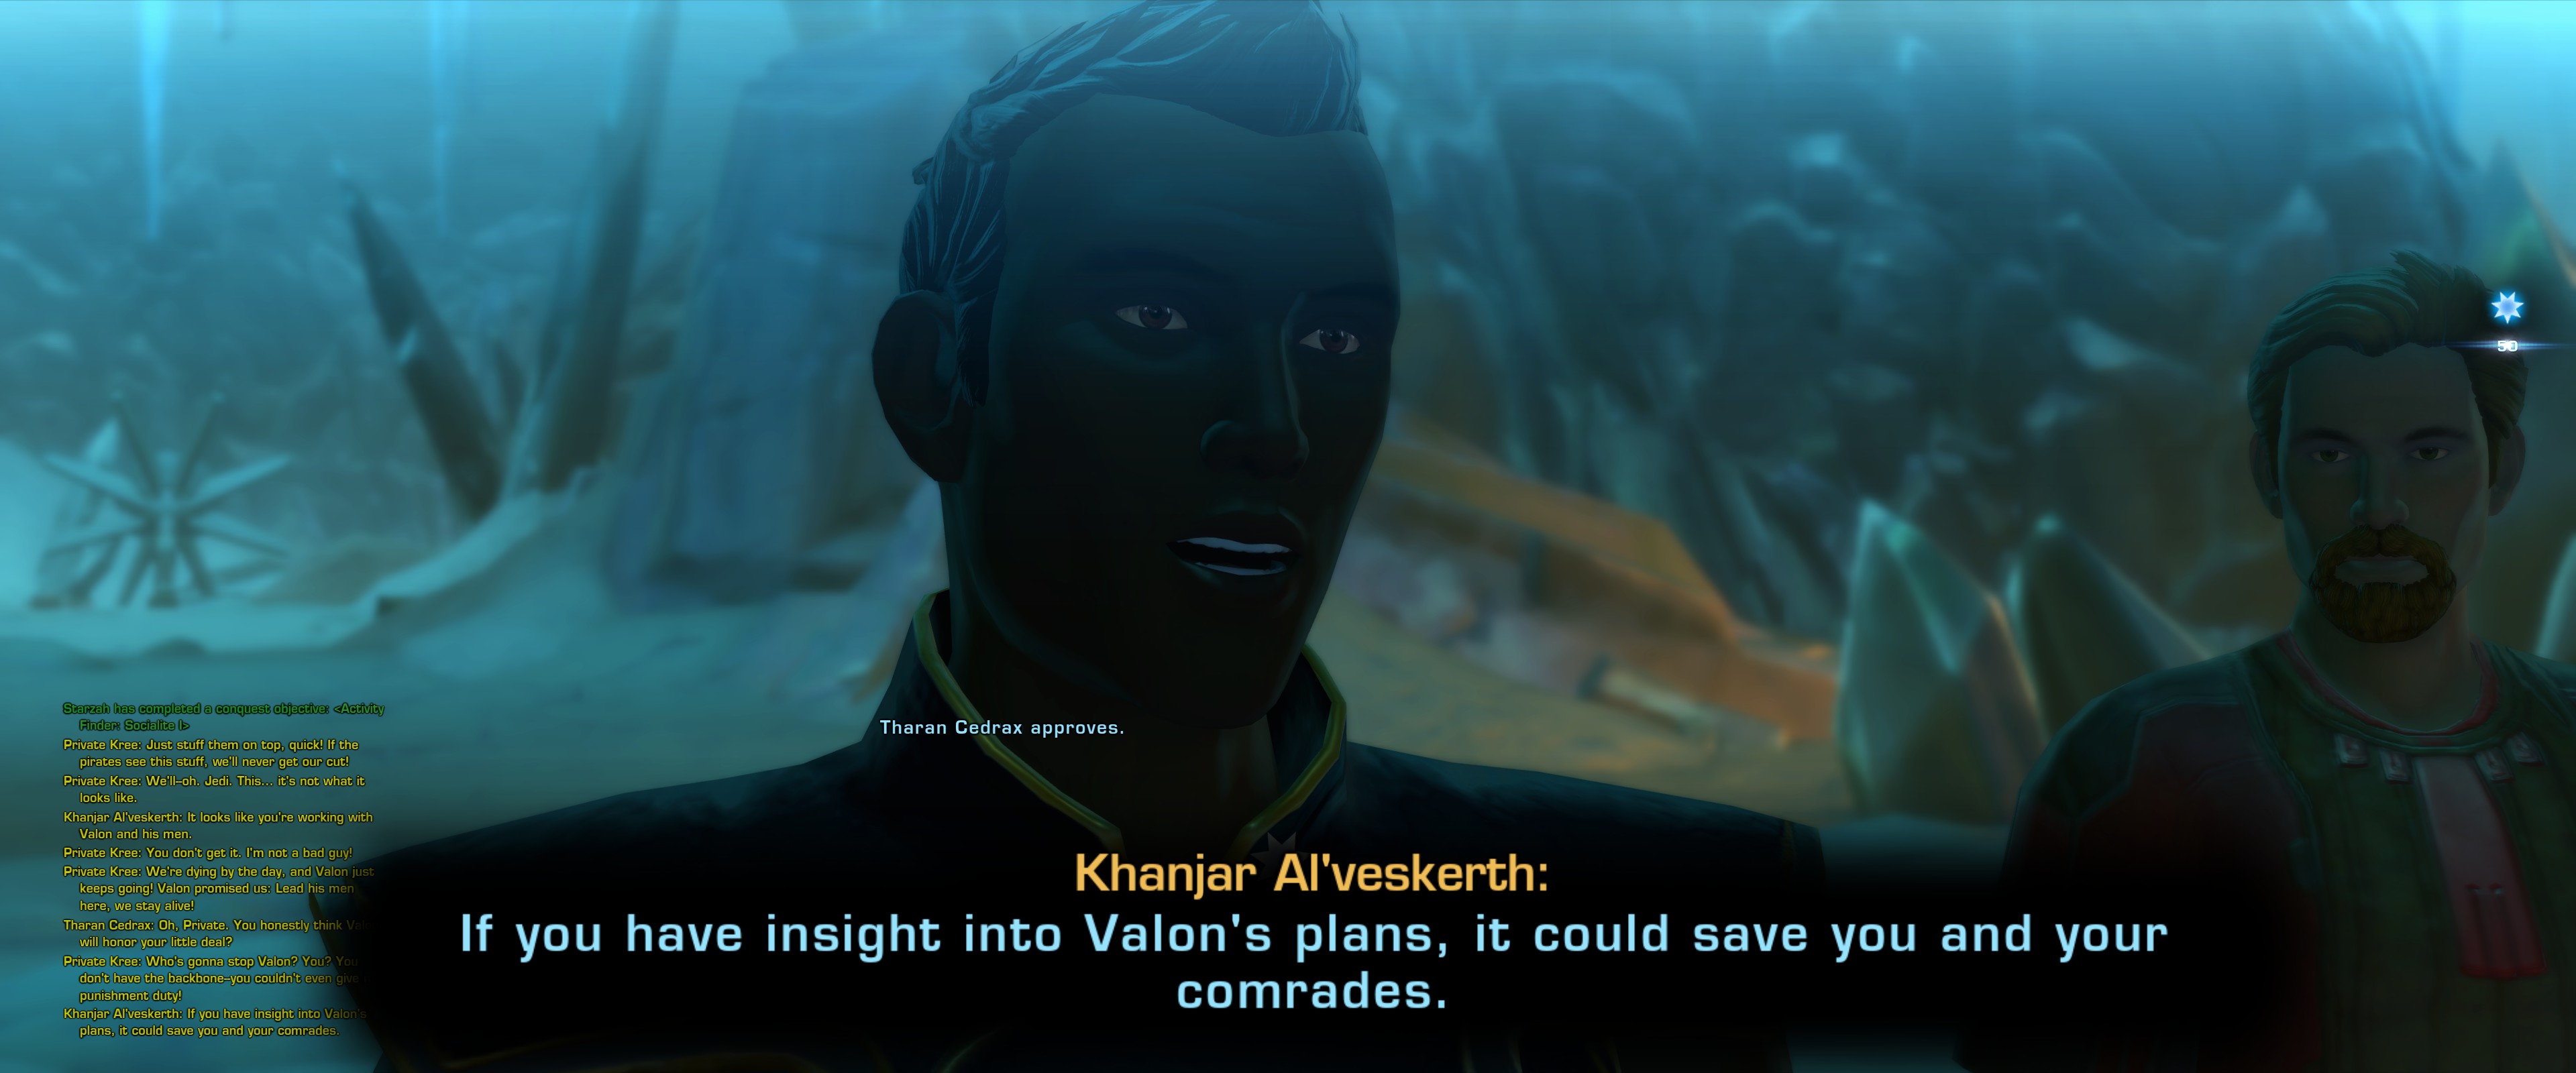 Starzah has completed a conquest objective: <Activity
Finder: Socialite I>
Private Kree: Just stuff them on top, quick! If the
pirates see this stuff, we'll never get our cut!
Private Kree: We'll–oh. Jedi. This... it's not what it
looks like.
Khanjar Al'veskerth: It looks like you're working with
Valon and his men.
Private Kree: You don't get it. I'm not a bad guy!
Private Kree: We're dying by the day, and Valon just
keeps going! Valon promised us: Lead his men
here, we stay alive!
Tharan Cedrax: Oh, Private. You honestly think
will honor your little deal?
Private Kree: Who's gonna stop Valon? You? You
don't have the backbone–you couldn't even give
punishment duty!
Khanjar Al'veskerth: If you have insight into Valon's
plans, it could save you and your comrades.
Tharan Cedrax approves.
50
Khanjar Al'veskerth:
If you have insight into Valon's plans, it could save you and your
comrades.